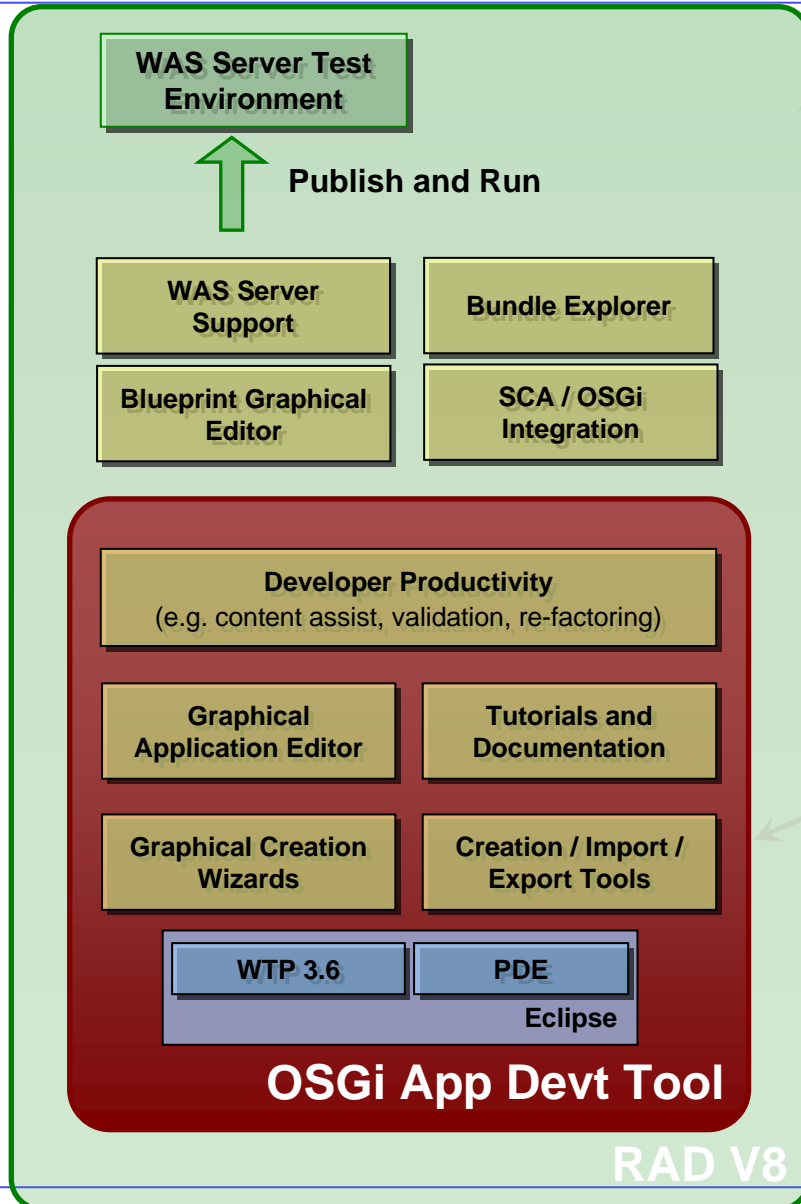 WAS Server Test
Environment
Publish and Run
WAS Server
Support
Bundle Explorer
Blueprint Graphical
Editor
SCA / OSGi
Integration
Developer Productivity
(e.g. content assist, validation, re-factoring)
Graphical
Application Editor
Tutorials and
Documentation
Graphical Creation
Wizards
Creation / Import /
Export Tools
WTP 3.6
PDE
Eclipse
OSGi App Devt Tool
RAD V8